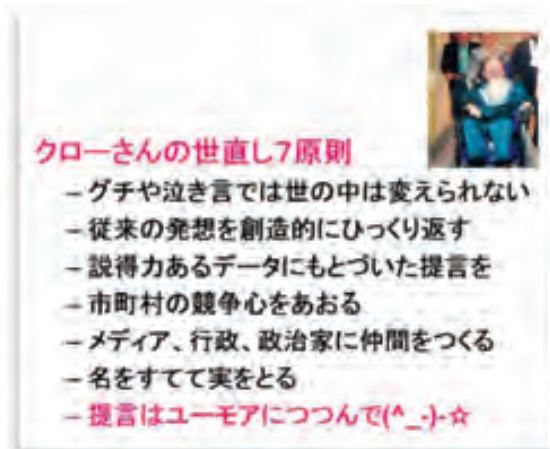 クローさんの世直し7原則
–グチや泣き言では世の中は変えられない
–従来の発想を創造的にひっくり返す
–説得力あるデータにもとづいた提言を
–市町村の競争心をあおる
–メディア、行政、政治家に仲間をつくる
–名をすてて実をとる
–提言はユーモアにつつんで(^_-)-☆